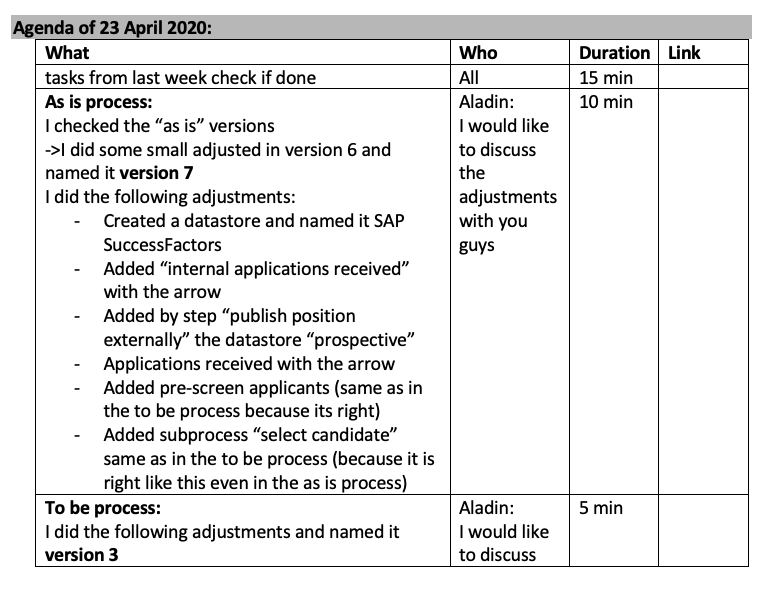 Agenda of 23 April 2020:
What Who Duration Link
tasks from last week check if done All 15 min
As is process: Aladin: 10 min
I checked the “as is” versions I would like
->I did some small adjusted in version 6 and to discuss
named it version 7 the
I did the following adjustments: adjustments
- Created a datastore and named it SAP with you
SuccessFactors guys
- Added “internal applications received”
with the arrow
- Added by step “publish position
externally” the datastore “prospective”
- Applications received with the arrow
- Added pre-screen applicants (same as in
the to be process because its right)
- Added subprocess “select candidate”
same as in the to be process (because it is
right like this even in the as is process)
To be process: Aladin: 5 min
I did the following adjustments and named it I would like
version 3 to discuss